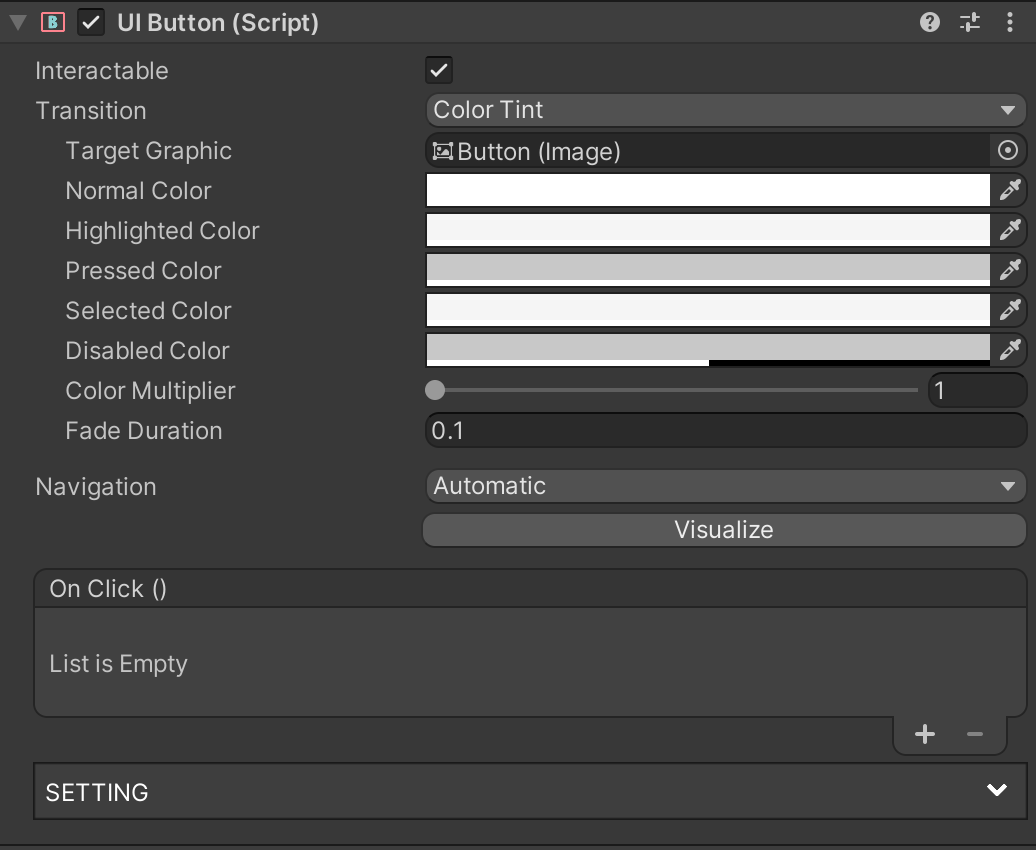 B UI Button (Script)
Interactable
Transition Color Tint
Target Graphic Button (Image)
Normal Color
Highlighted Color
Pressed Color
Selected Color
Disabled Color
Color Multiplier 1
Fade Duration 0.1
Navigation Automatic
Visualize
On Click ()
List is Empty
SETTING